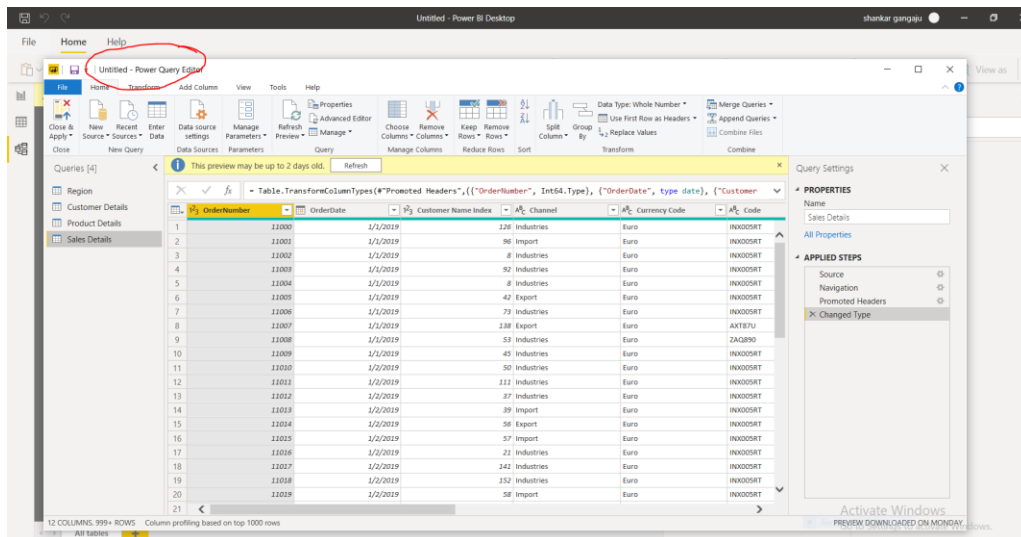 Untitled - Power BI Desktop
shankar gangaju
File Home Help
View as
Untitled - Power Query Editor
File Home Transform Add Column View Tools Help
Close & Apply
New Source
Recent Sources
Enter Data
Data source settings
Manage Parameters
Refresh Preview
Properties
Advanced Editor
Manage
Choose Columns
Remove Columns
Keep Rows
Remove Rows
Split Column
Group By
Data Type: Whole Number
Use First Row as Headers
Replace Values
Merge Queries
Append Queries
Combine Files
Close New Query Data Sources Parameters Query Manage Columns Reduce Rows Sort Transform Combine
Queries [4]
Region
Customer Details
Product Details
Sales Details
This preview may be up to 2 days old. Refresh
fx = Table.TransformColumnTypes(#"Promoted Headers",{{"OrderNumber", Int64.Type}, {"OrderDate", type date}, {"Customer
OrderNumber OrderDate Customer Name Index Channel Currency Code Code
1 11000 1/1/2019 126 Industries Euro INX005RT
2 11001 1/1/2019 96 Import Euro INX005RT
3 11002 1/1/2019 8 Industries Euro INX005RT
4 11003 1/1/2019 92 Industries Euro INX005RT
5 11004 1/1/2019 8 Industries Euro INX005RT
6 11005 1/1/2019 42 Export Euro INX005RT
7 11006 1/1/2019 73 Industries Euro INX005RT
8 11007 1/1/2019 138 Export Euro AXT87U
9 11008 1/1/2019 53 Industries Euro ZAQ890
10 11009 1/1/2019 45 Industries Euro INX005RT
11 11010 1/2/2019 50 Industries Euro INX005RT
12 11011 1/2/2019 111 Industries Euro INX005RT
13 11012 1/2/2019 37 Industries Euro INX005RT
14 11013 1/2/2019 39 Import Euro INX005RT
15 11014 1/2/2019 56 Export Euro INX005RT
16 11015 1/2/2019 57 Import Euro INX005RT
17 11016 1/2/2019 21 Industries Euro INX005RT
18 11017 1/2/2019 141 Industries Euro INX005RT
19 11018 1/2/2019 152 Industries Euro INX005RT
20 11019 1/2/2019 58 Import Euro INX005RT
21
Query Settings
PROPERTIES
Name
Sales Details
All Properties
APPLIED STEPS
Source
Navigation
Promoted Headers
Changed Type
Activate Windows
12 COLUMNS, 999+ ROWS Column profiling based on top 1000 rows
PREVIEW DOWNLOADED ON MONDAY
All tables